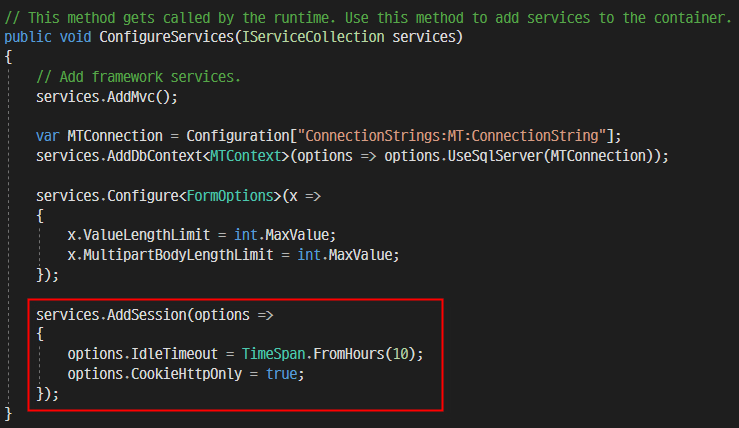 // This method gets called by the runtime. Use this method to add services to the container.
public void ConfigureServices(IServiceCollection services)
{
    // Add framework services.
    services.AddMvc();

    var MTConnection = Configuration["ConnectionStrings:MT:ConnectionString"];
    services.AddDbContext<MTContext>(options => options.UseSqlServer(MTConnection));

    services.Configure<FormOptions>(x =>
    {
        x.ValueLengthLimit = int.MaxValue;
        x.MultipartBodyLengthLimit = int.MaxValue;
    });

    services.AddSession(options =>
    {
        options.IdleTimeout = TimeSpan.FromHours(10);
        options.CookieHttpOnly = true;
    });
}